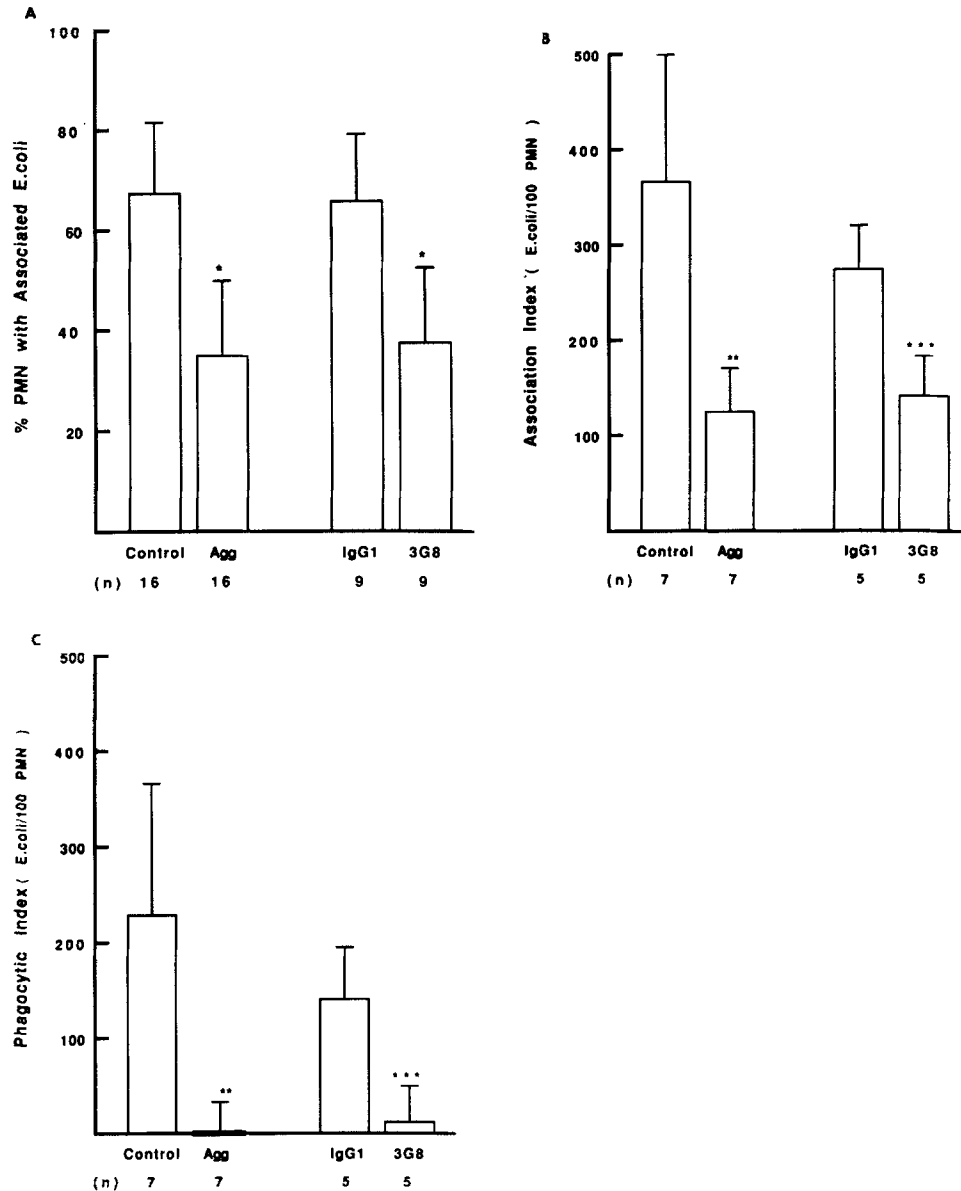 A
% PMN with Associated E.coli
100
80
60
40
20
*
*
Control Agg IgG1 3G8
(n) 16 16 9 9
B
Association Index ( E.coli/100 PMN )
500
400
300
200
100
**
***
Control Agg IgG1 3G8
(n) 7 7 5 5
C
Phagocytic Index ( E.coli/100 PMN )
500
400
300
200
100
**
***
Control Agg IgG1 3G8
(n) 7 7 5 5